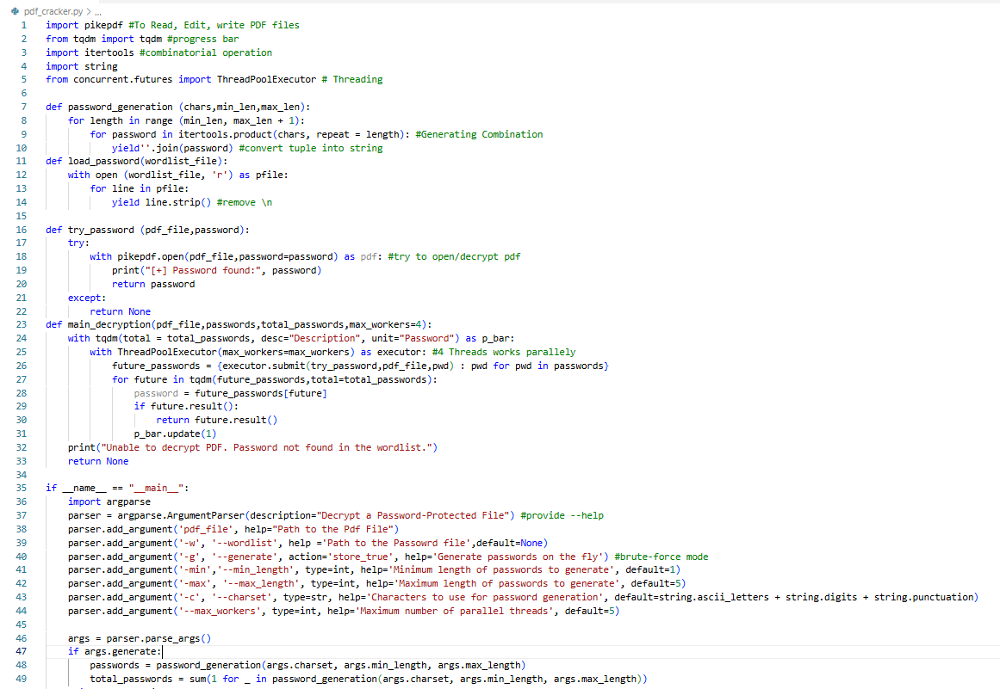 pdf_cracker.py > ...
1 import pikepdf #To Read, Edit, write PDF files
2 from tqdm import tqdm #progress bar
3 import itertools #combinatorial operation
4 import string
5 from concurrent.futures import ThreadPoolExecutor # Threading
6
7 def password_generation (chars,min_len,max_len):
8     for length in range (min_len, max_len + 1):
9         for password in itertools.product(chars, repeat = length): #Generating Combination
10             yield''.join(password) #convert tuple into string
11 def load_password(wordlist_file):
12     with open (wordlist_file, 'r') as pfile:
13         for line in pfile:
14             yield line.strip() #remove \n
15
16 def try_password (pdf_file,password):
17     try:
18         with pikepdf.open(pdf_file,password=password) as pdf: #try to open/decrypt pdf
19             print("[+] Password found:", password)
20             return password
21     except:
22         return None
23 def main_decryption(pdf_file,passwords,total_passwords,max_workers=4):
24     with tqdm(total = total_passwords, desc="Description", unit="Password") as p_bar:
25         with ThreadPoolExecutor(max_workers=max_workers) as executor: #4 Threads works parallely
26             future_passwords = {executor.submit(try_password,pdf_file,pwd) : pwd for pwd in passwords}
27             for future in tqdm(future_passwords,total=total_passwords):
28                 password = future_passwords[future]
29                 if future.result():
30                     return future.result()
31                 p_bar.update(1)
32     print("Unable to decrypt PDF. Password not found in the wordlist.")
33     return None
34
35 if __name__ == "__main__":
36     import argparse
37     parser = argparse.ArgumentParser(description="Decrypt a Password-Protected File") #provide --help
38     parser.add_argument('pdf_file', help="Path to the Pdf File")
39     parser.add_argument('-w', '--wordlist', help ='Path to the Passowrd file',default=None)
40     parser.add_argument('-g', '--generate', action='store_true', help='Generate passwords on the fly') #brute-force mode
41     parser.add_argument('-min','--min_length', type=int, help='Minimum length of passwords to generate', default=1)
42     parser.add_argument('-max', '--max_length', type=int, help='Maximum length of passwords to generate', default=5)
43     parser.add_argument('-c', '--charset', type=str, help='Characters to use for password generation', default=string.ascii_letters + string.digits + string.punctuation)
44     parser.add_argument('--max_workers', type=int, help='Maximum number of parallel threads', default=5)
45
46     args = parser.parse_args()
47     if args.generate:
48         passwords = password_generation(args.charset, args.min_length, args.max_length)
49         total_passwords = sum(1 for _ in password_generation(args.charset, args.min_length, args.max_length))